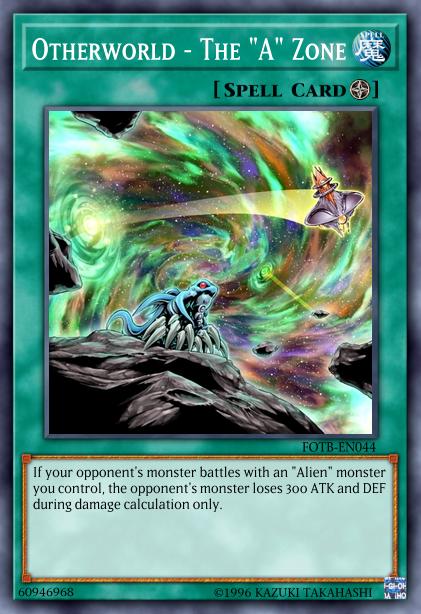 Otherworld - The "A" Zone
SPELL
魔
[Spell Card]
FOTB-EN044
If your opponent's monster battles with an "Alien" monster
you control, the opponent's monster loses 300 ATK and DEF
during damage calculation only.
60946968
©1996 KAZUKI TAKAHASHI